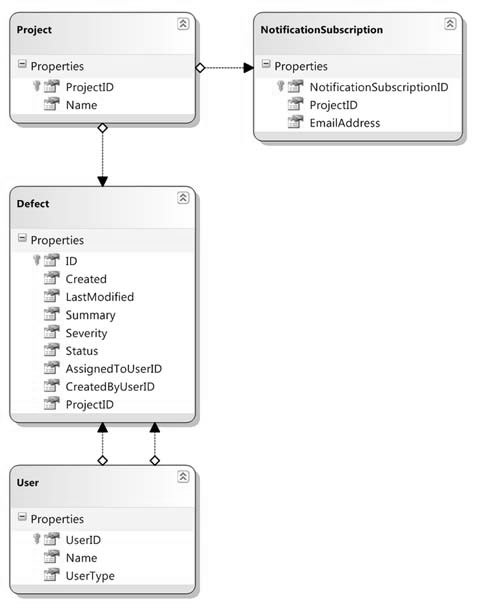 Project
Properties
ProjectID
Name
NotificationSubscription
Properties
NotificationSubscriptionID
ProjectID
EmailAddress
Defect
Properties
ID
Created
LastModified
Summary
Severity
Status
AssignedToUserID
CreatedByUserID
ProjectID
User
Properties
UserID
Name
UserType